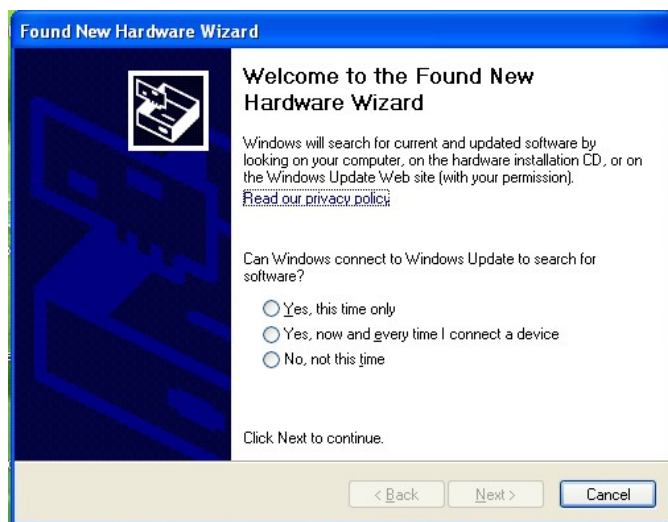 Found New Hardware Wizard
Welcome to the Found New
Hardware Wizard
Windows will search for current and updated software by
looking on your computer, on the hardware installation CD, or on
the Windows Update Web site (with your permission).
Read our privacy policy
Can Windows connect to Windows Update to search for
software?
Yes, this time only
Yes, now and every time I connect a device
No, not this time
Click Next to continue.
< Back
Next >
Cancel